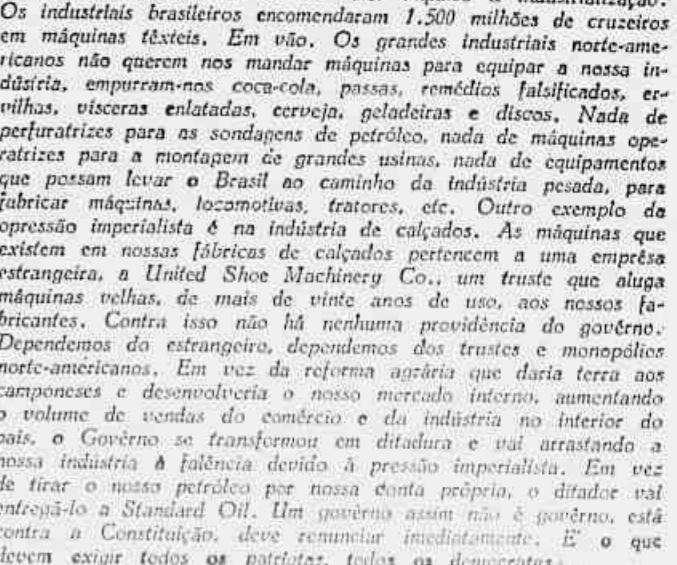 industrialização.
Os industriais brasileiros encomendaram 1.500 milhões de cruzeiros
em máquinas têxteis. Em vão. Os grandes industriais norte-ame-
ricanos não querem nos mandar máquinas para equipar a nossa in-
dústria, empurram-nos coca-cola, passas, remédios falsificados, er-
vilhas, vísceras enlatadas, cerveja, geladeiras e discos. Nada de
perfuratrizes para as sondagens de petróleo, nada de máquinas ope-
ratrizes para a montagem de grandes usinas, nada de equipamentos
que possam levar o Brasil ao caminho da indústria pesada, para
fabricar máquinas, locomotivas, tratores, etc. Outro exemplo da
opressão imperialista é na indústria de calçados. As máquinas que
existem em nossas fábricas de calçados pertencem a uma emprêsa
estrangeira, a United Shoe Machinery Co., um truste que aluga
máquinas velhas, de mais de vinte anos de uso, aos nossos fa-
bricantes. Contra isso não há nenhuma providência do govêrno.
Dependemos do estrangeiro, dependemos dos trustes e monopólios
norte-americanos. Em vez da reforma agrária que daria terra aos
camponeses e desenvolveria o nosso mercado interno, aumentando
o volume de vendas do comércio e da indústria no interior do
país, o Govêrno se transformou em ditadura e vai arrastando a
nossa indústria à falência devido à pressão imperialista. Em vez
de tirar o nosso petróleo por nossa conta própria, o ditador vai
entregá-lo a Standard Oil. Um govêrno assim não é govêrno, está
contra a Constituição, deve renunciar imediatamente. É o que
devem exigir todos os patriotas, todos os democratas.